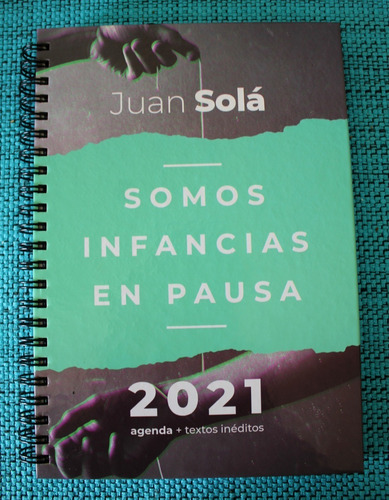 Juan Solá
SOMOS
INFANCIAS
EN PAUSA
2021
agenda + textos inéditos